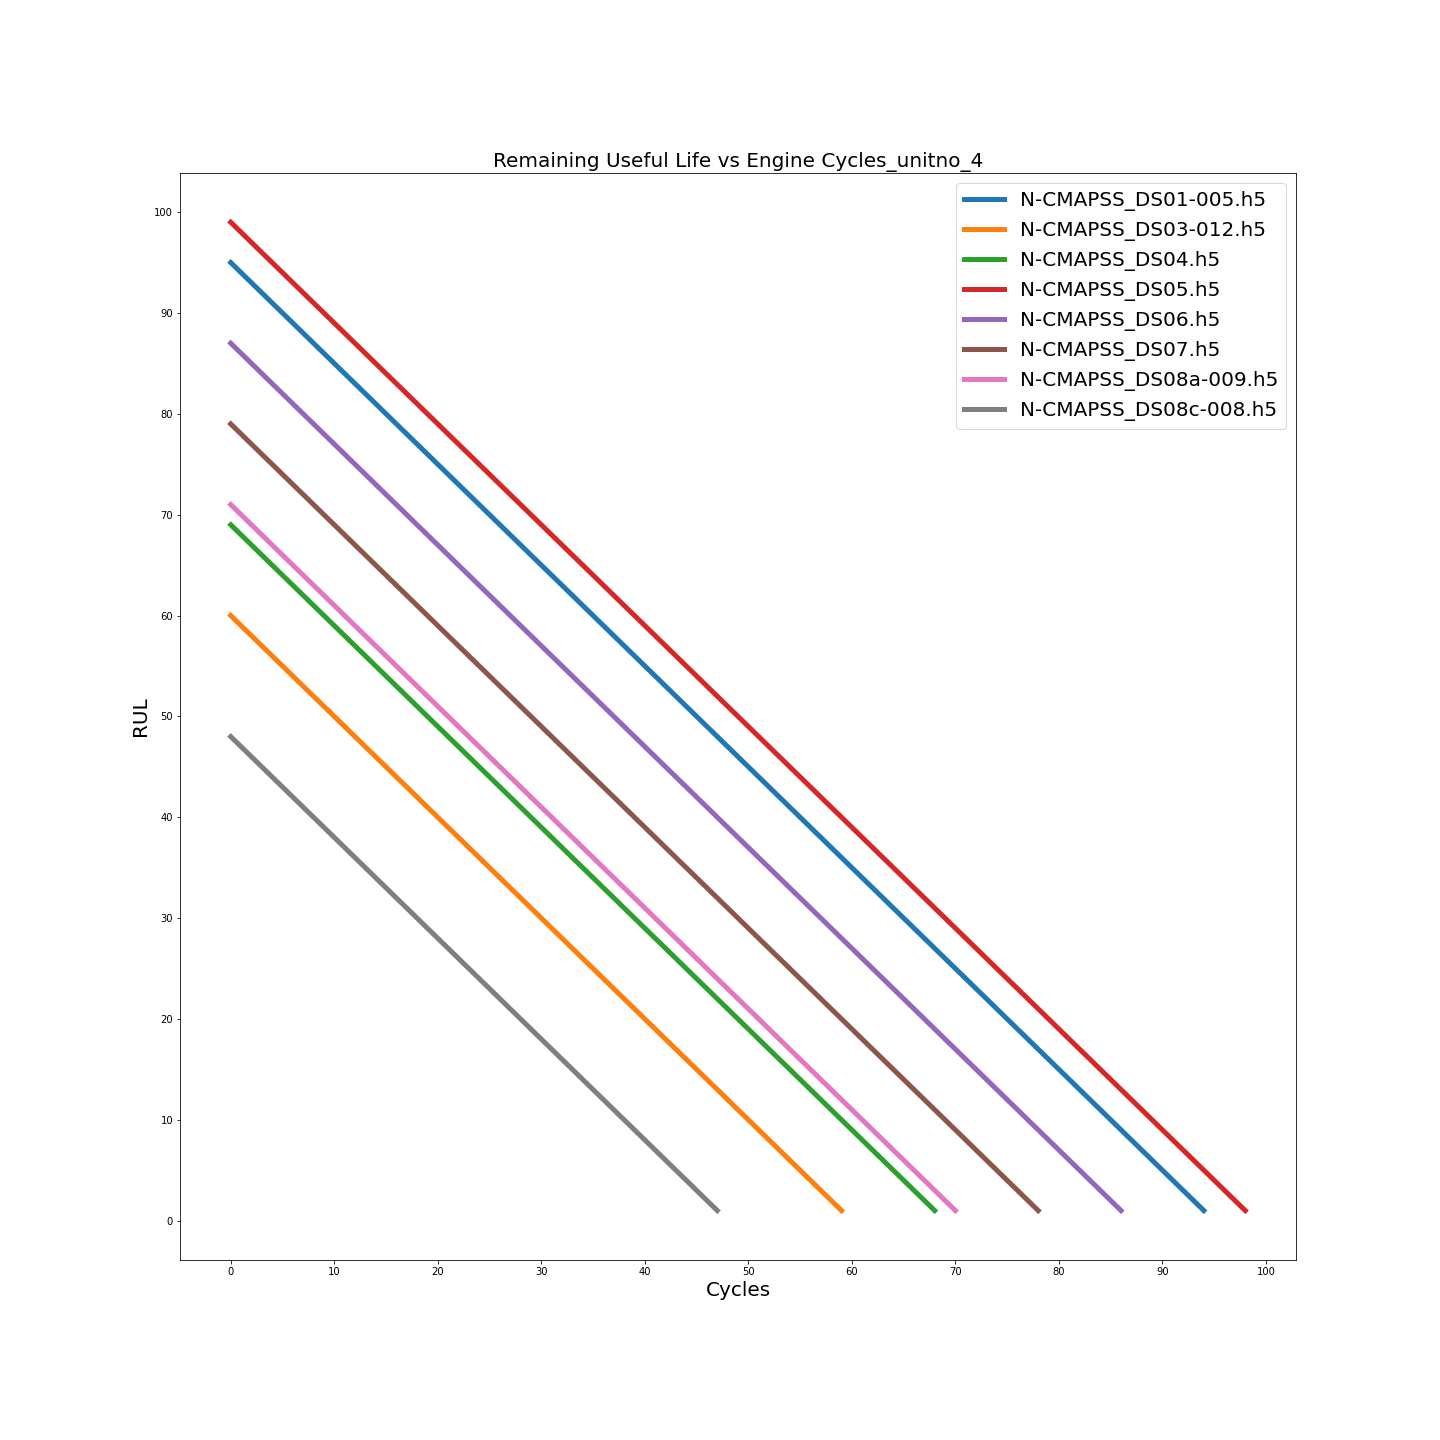 Remaining Useful Life vs Engine Cycles_unitno_4
N-CMAPSS_DS01-005.h5
N-CMAPSS_DS03-012.h5
N-CMAPSS_DS04.h5
N-CMAPSS_DS05.h5
N-CMAPSS_DS06.h5
N-CMAPSS_DS07.h5
N-CMAPSS_DS08a-009.h5
N-CMAPSS_DS08c-008.h5
RUL
100
90
80
70
60
50
40
30
20
10
0
0 10 20 30 40 50 60 70 80 90 100
Cycles